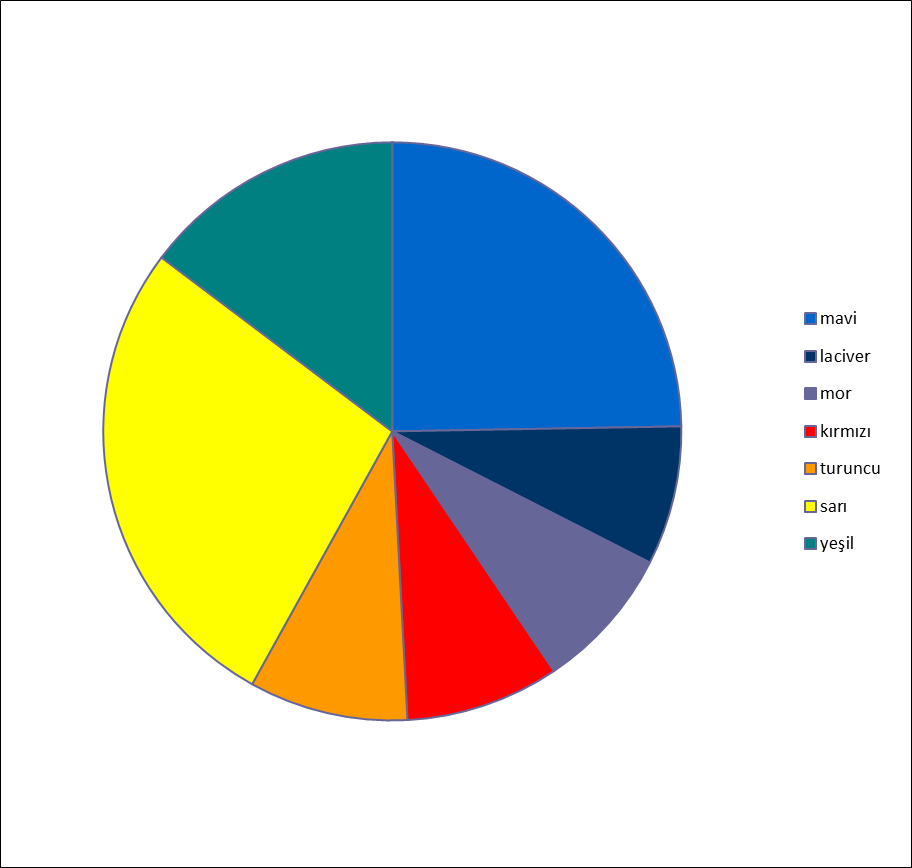 mavi
laciver
mor
kırmızı
turuncu
sarı
yeşil